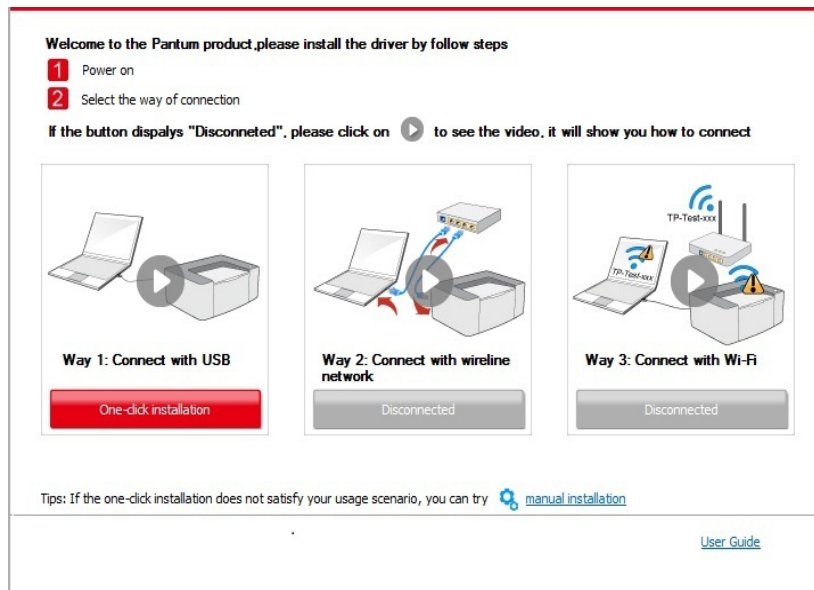 Welcome to the Pantum product,please install the driver by follow steps
1 Power on
2 Select the way of connection
If the button dispalys "Disconneted", please click on to see the video, it will show you how to connect
TP-Test-xxx
TP-Test-xxx
Way 1: Connect with USB
Way 2: Connect with wireline
network
Way 3: Connect with Wi-Fi
One-click installation
Disconnected
Disconnected
Tips: If the one-click installation does not satisfy your usage scenario, you can try manual installation
User Guide